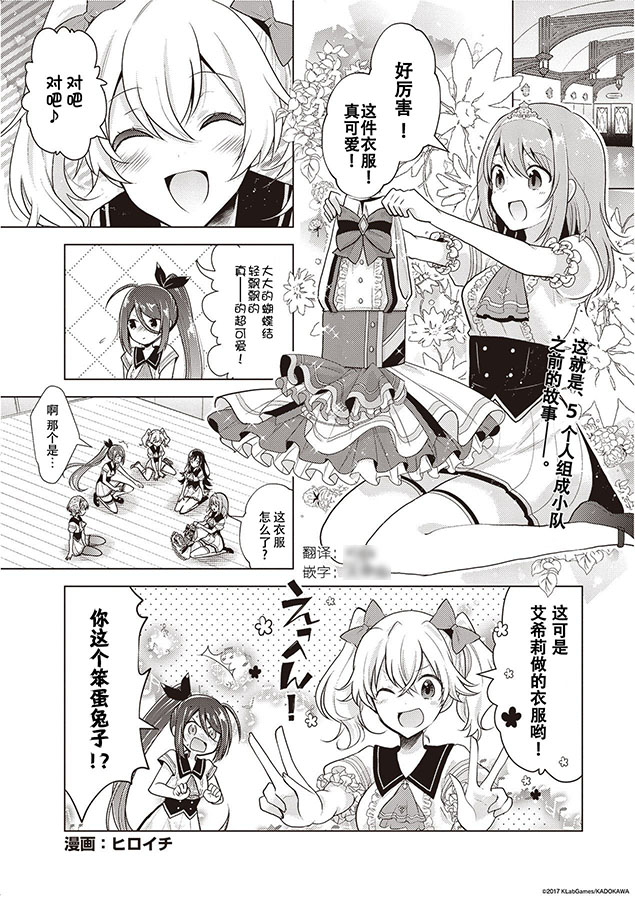 好厉害！
这件衣服！
真可爱！
对吧
对吧♪
这就是、5个人组成小队
之前的故事——。
大大的蝴蝶结
轻飘飘的
真——的超可爱！
啊 那个是…
这衣服
怎么了？
翻译：
嵌字：
这可是
艾希莉做的衣服哟！
えっへん！
你这个笨蛋兔子！？
漫画：ヒロイチ
©2017 KLabGames/KADOKAWA